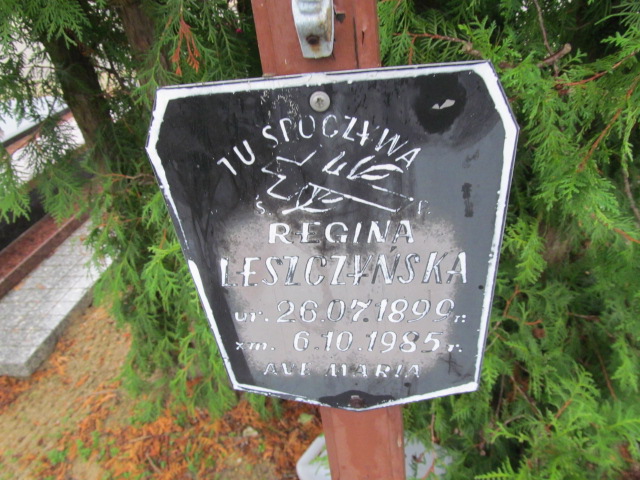 TU SPOCZYWA
Ś. P.
REGINA
LESZCZYŃSKA
ur. 26.07.1899 r.
zm. 6.10.1985 r.
AVE MARIA